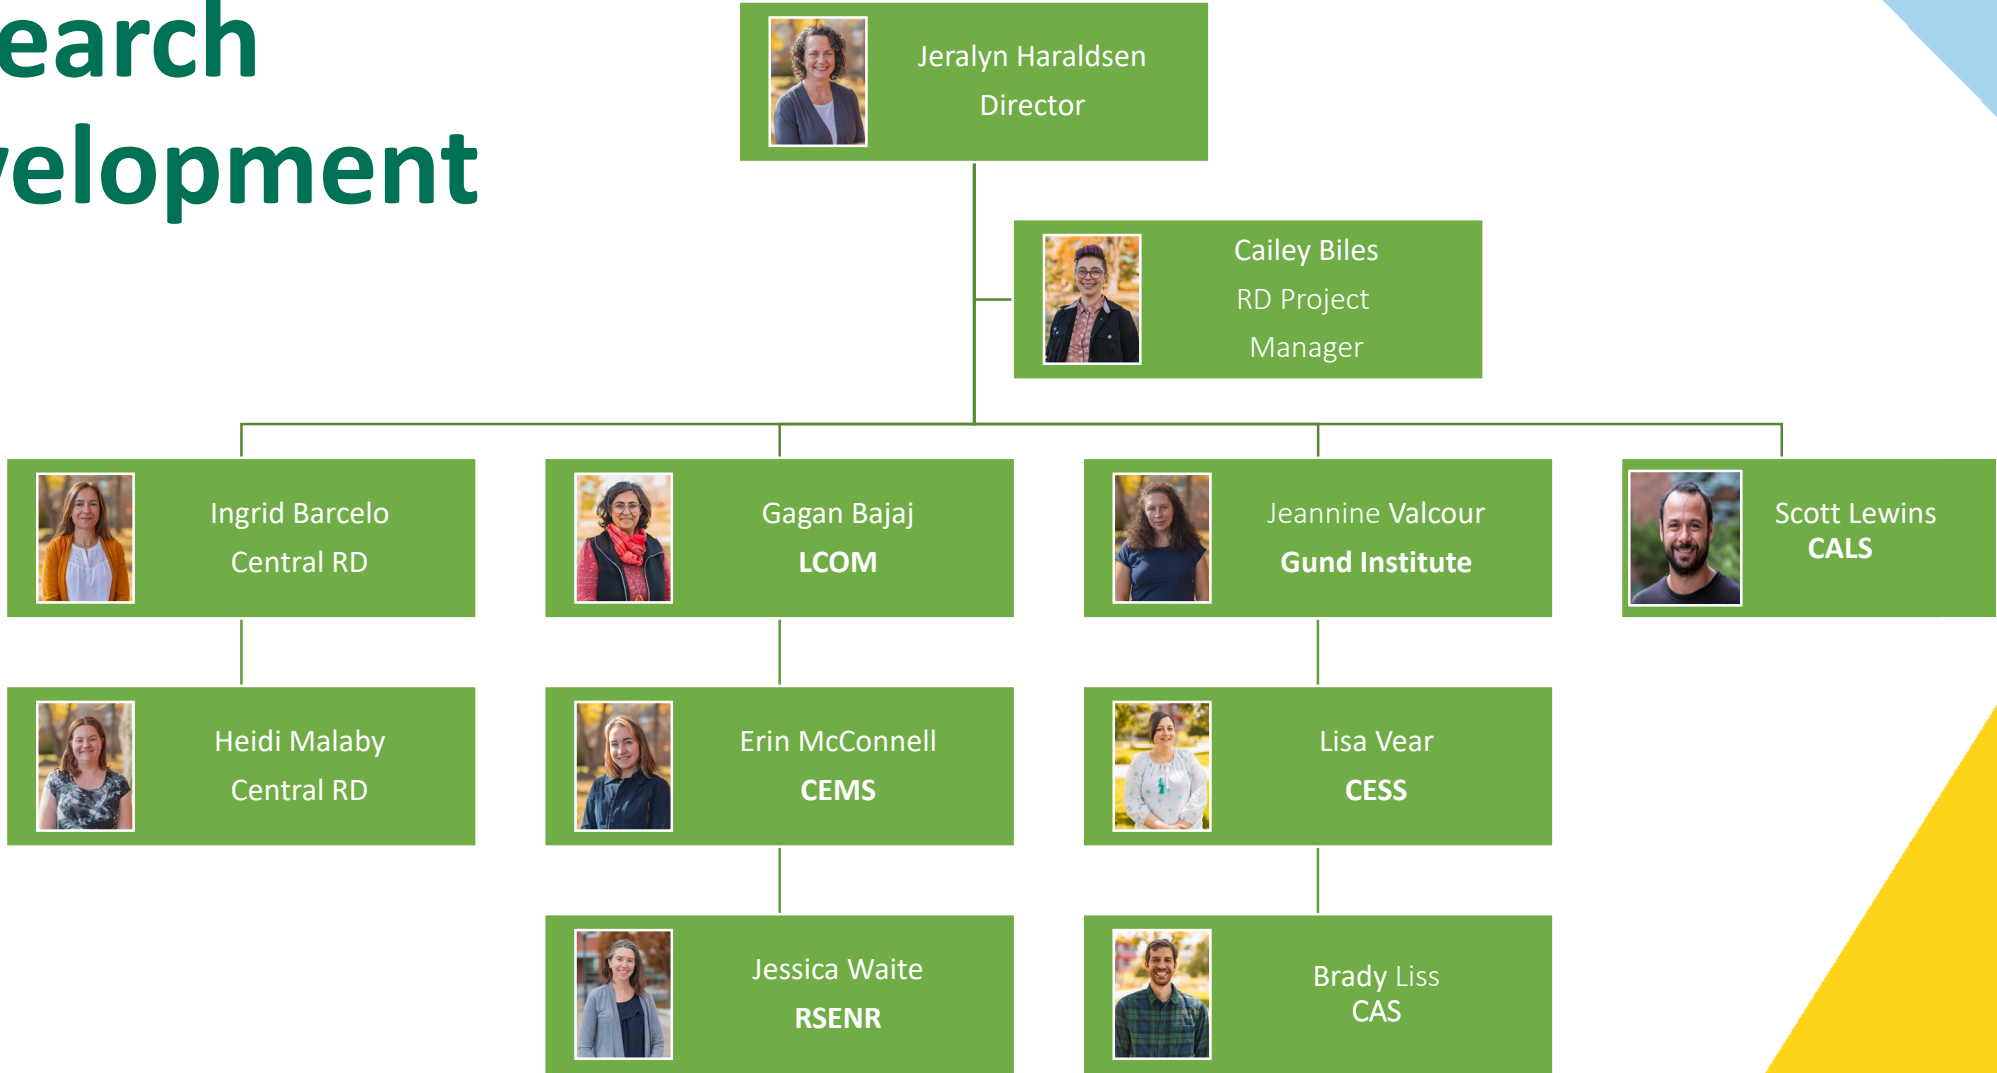 earch
velopment
Jeralyn Haraldsen
Director
Cailey Biles
RD Project
Manager
Ingrid Barcelo
Central RD
Gagan Bajaj
LCOM
Jeannine Valcour
Gund Institute
Scott Lewins
CALS
Heidi Malaby
Central RD
Erin McConnell
CEMS
Lisa Vear
CESS
Jessica Waite
RSENR
Brady Liss
CAS